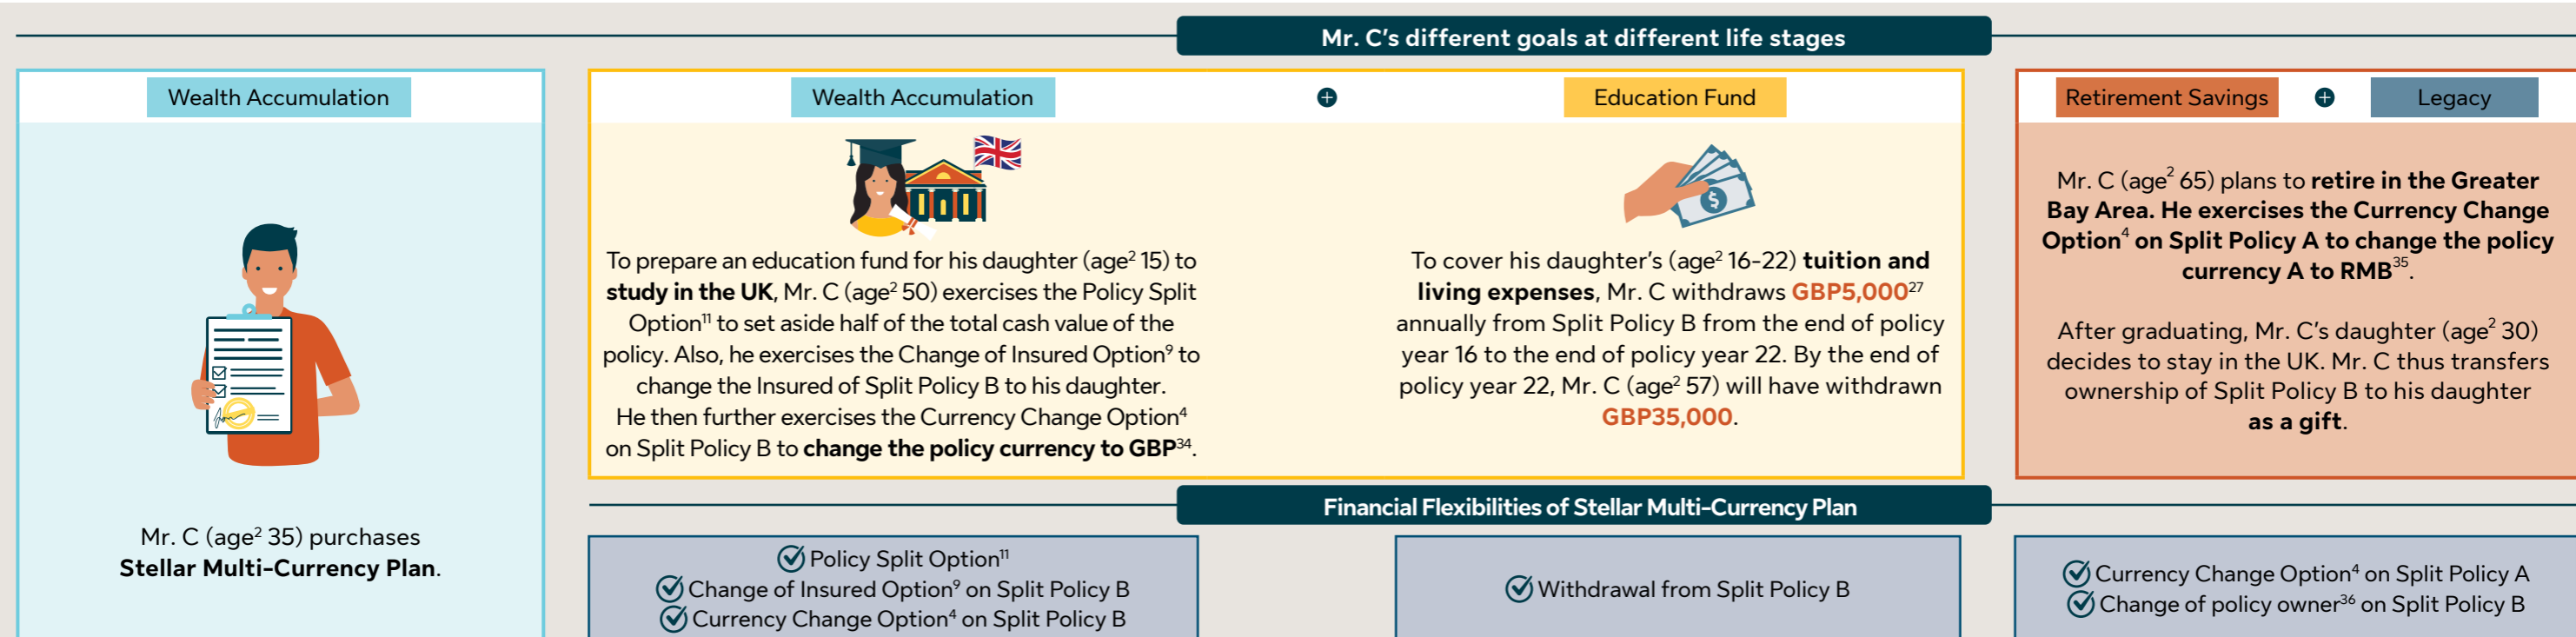 Mr. C's different goals at different life stages
Wealth Accumulation
Mr. C (age² 35) purchases
Stellar Multi-Currency Plan.
Wealth Accumulation
Education Fund
To prepare an education fund for his daughter (age² 15) to
study in the UK, Mr. C (age² 50) exercises the Policy Split
Option¹¹ to set aside half of the total cash value of the
policy. Also, he exercises the Change of Insured Option⁹ to
change the Insured of Split Policy B to his daughter.
He then further exercises the Currency Change Option⁴
on Split Policy B to change the policy currency to GBP³⁴.
To cover his daughter's (age² 16-22) tuition and
living expenses, Mr. C withdraws GBP5,000²⁷
annually from Split Policy B from the end of policy
year 16 to the end of policy year 22. By the end of
policy year 22, Mr. C (age² 57) will have withdrawn
GBP35,000.
Retirement Savings
Legacy
Mr. C (age² 65) plans to retire in the Greater
Bay Area. He exercises the Currency Change
Option⁴ on Split Policy A to change the policy
currency A to RMB³⁵.
After graduating, Mr. C's daughter (age² 30)
decides to stay in the UK. Mr. C thus transfers
ownership of Split Policy B to his daughter
as a gift.
Financial Flexibilities of Stellar Multi-Currency Plan
Policy Split Option¹¹
Change of Insured Option⁹ on Split Policy B
Currency Change Option⁴ on Split Policy B
Withdrawal from Split Policy B
Currency Change Option⁴ on Split Policy A
Change of policy owner³⁶ on Split Policy B